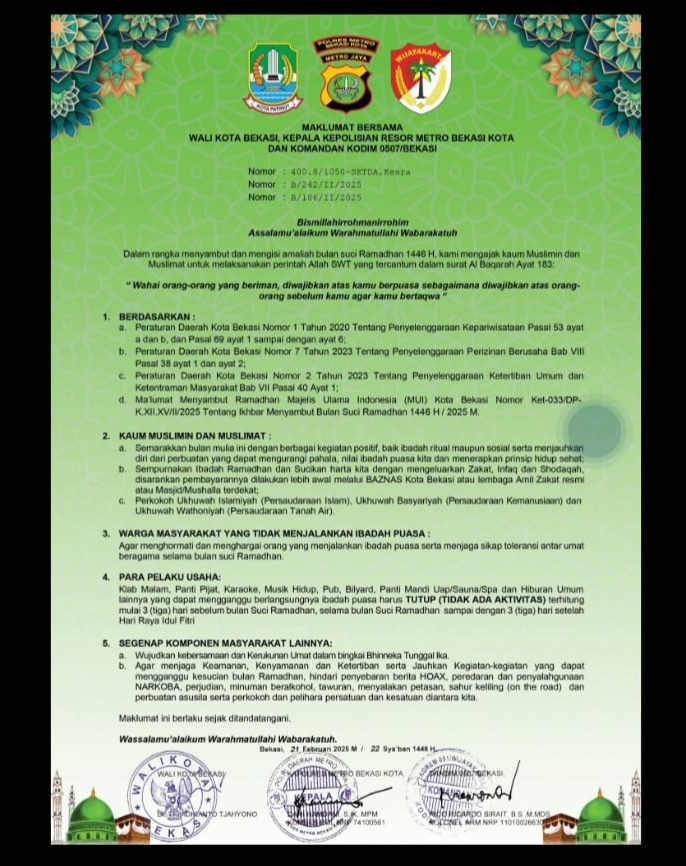 KOTA PATRIOT
POLRES METRO
BEKASI KOTA
METRO JAYA
WIJAYAKARTA
MAKLUMAT BERSAMA
WALI KOTA BEKASI, KEPALA KEPOLISIAN RESOR METRO BEKASI KOTA
DAN KOMANDAN KODIM 0507/BEKASI
Nomor : 400.8/1050-SETDA.Kesra
Nomor : B/242/II/2025
Nomor : B/186/II/2025
Bismillahirrohmanirrohim
Assalamu'alaikum Warahmatullahi Wabarakatuh
Dalam rangka menyambut dan mengisi amaliah bulan suci Ramadhan 1446 H, kami mengajak kaum Muslimin dan
Muslimat untuk melaksanakan perintah Allah SWT yang tercantum dalam surat Al Baqarah Ayat 183:
“ Wahai orang-orang yang beriman, diwajibkan atas kamu berpuasa sebagaimana diwajibkan atas orang-
orang sebelum kamu agar kamu bertaqwa ”
1. BERDASARKAN :
a. Peraturan Daerah Kota Bekasi Nomor 1 Tahun 2020 Tentang Penyelenggaraan Kepariwisataan Pasal 53 ayat
a dan b, dan Pasal 69 ayat 1 sampai dengan ayat 6;
b. Peraturan Daerah Kota Bekasi Nomor 7 Tahun 2023 Tentang Penyelenggaraan Perizinan Berusaha Bab VIII
Pasal 38 ayat 1 dan ayat 2;
c. Peraturan Daerah Kota Bekasi Nomor 2 Tahun 2023 Tentang Penyelenggaraan Ketertiban Umum dan
Ketentraman Masyarakat Bab VII Pasal 40 Ayat 1;
d. Ma'lumat Menyambut Ramadhan Majelis Ulama Indonesia (MUI) Kota Bekasi Nomor Ket-033/DP-
K.XII.XV/II/2025 Tentang Ikhbar Menyambut Bulan Suci Ramadhan 1446 H / 2025 M.
2. KAUM MUSLIMIN DAN MUSLIMAT :
a. Semarakkan bulan mulia ini dengan berbagai kegiatan positif, baik ibadah ritual maupun sosial serta menjauhkan
diri dari perbuatan yang dapat mengurangi pahala, nilai ibadah puasa kita dan menerapkan prinsip hidup sehat;
b. Sempurnakan Ibadah Ramadhan dan Sucikan harta kita dengan mengeluarkan Zakat, Infaq dan Shodaqah,
disarankan pembayarannya dilakukan lebih awal melalui BAZNAS Kota Bekasi atau lembaga Amil Zakat resmi
atau Masjid/Mushalla terdekat;
c. Perkokoh Ukhuwah Islamiyah (Persaudaraan Islam), Ukhuwah Basyariyah (Persaudaraan Kemanusiaan) dan
Ukhuwah Wathoniyah (Persaudaraan Tanah Air).
3. WARGA MASYARAKAT YANG TIDAK MENJALANKAN IBADAH PUASA :
Agar menghormati dan menghargai orang yang menjalankan ibadah puasa serta menjaga sikap toleransi antar umat
beragama selama bulan suci Ramadhan.
4. PARA PELAKU USAHA:
Klab Malam, Panti Pijat, Karaoke, Musik Hidup, Pub, Bilyard, Panti Mandi Uap/Sauna/Spa dan Hiburan Umum
lainnya yang dapat mengganggu berlangsungnya ibadah puasa harus TUTUP (TIDAK ADA AKTIVITAS) terhitung
mulai 3 (tiga) hari sebelum bulan Suci Ramadhan, selama bulan Suci Ramadhan sampai dengan 3 (tiga) hari setelah
Hari Raya Idul Fitri
5. SEGENAP KOMPONEN MASYARAKAT LAINNYA:
a. Wujudkan kebersamaan dan Kerukunan Umat dalam bingkai Bhinneka Tunggal Ika.
b. Agar menjaga Keamanan, Kenyamanan dan Ketertiban serta Jauhkan Kegiatan-kegiatan yang dapat
mengganggu kesucian bulan Ramadhan, hindari penyebaran berita HOAX, peredaran dan penyalahgunaan
NARKOBA, perjudian, minuman beralkohol, tawuran, menyalakan petasan, sahur keliling (on the road) dan
perbuatan asusila serta perkokoh dan pelihara persatuan dan kesatuan diantara kita.
Maklumat ini berlaku sejak ditandatangani.
Wassalamu'alaikum Warahmatullahi Wabarakatuh.
Bekasi, 21 Februari 2025 M / 22 Sya'ban 1446 H.
WALI KOTA BEKASI
KAPOLRES METRO BEKASI KOTA
DANDIM 0507/BEKASI
WALIKOTA
BEKASI
KEPALA
TJAHYONO
S.I.K, MPM
NRP 74100561
RICARDO SIRAIT, B.S.,M.MDS
KOLONEL ARM NRP 11010026630